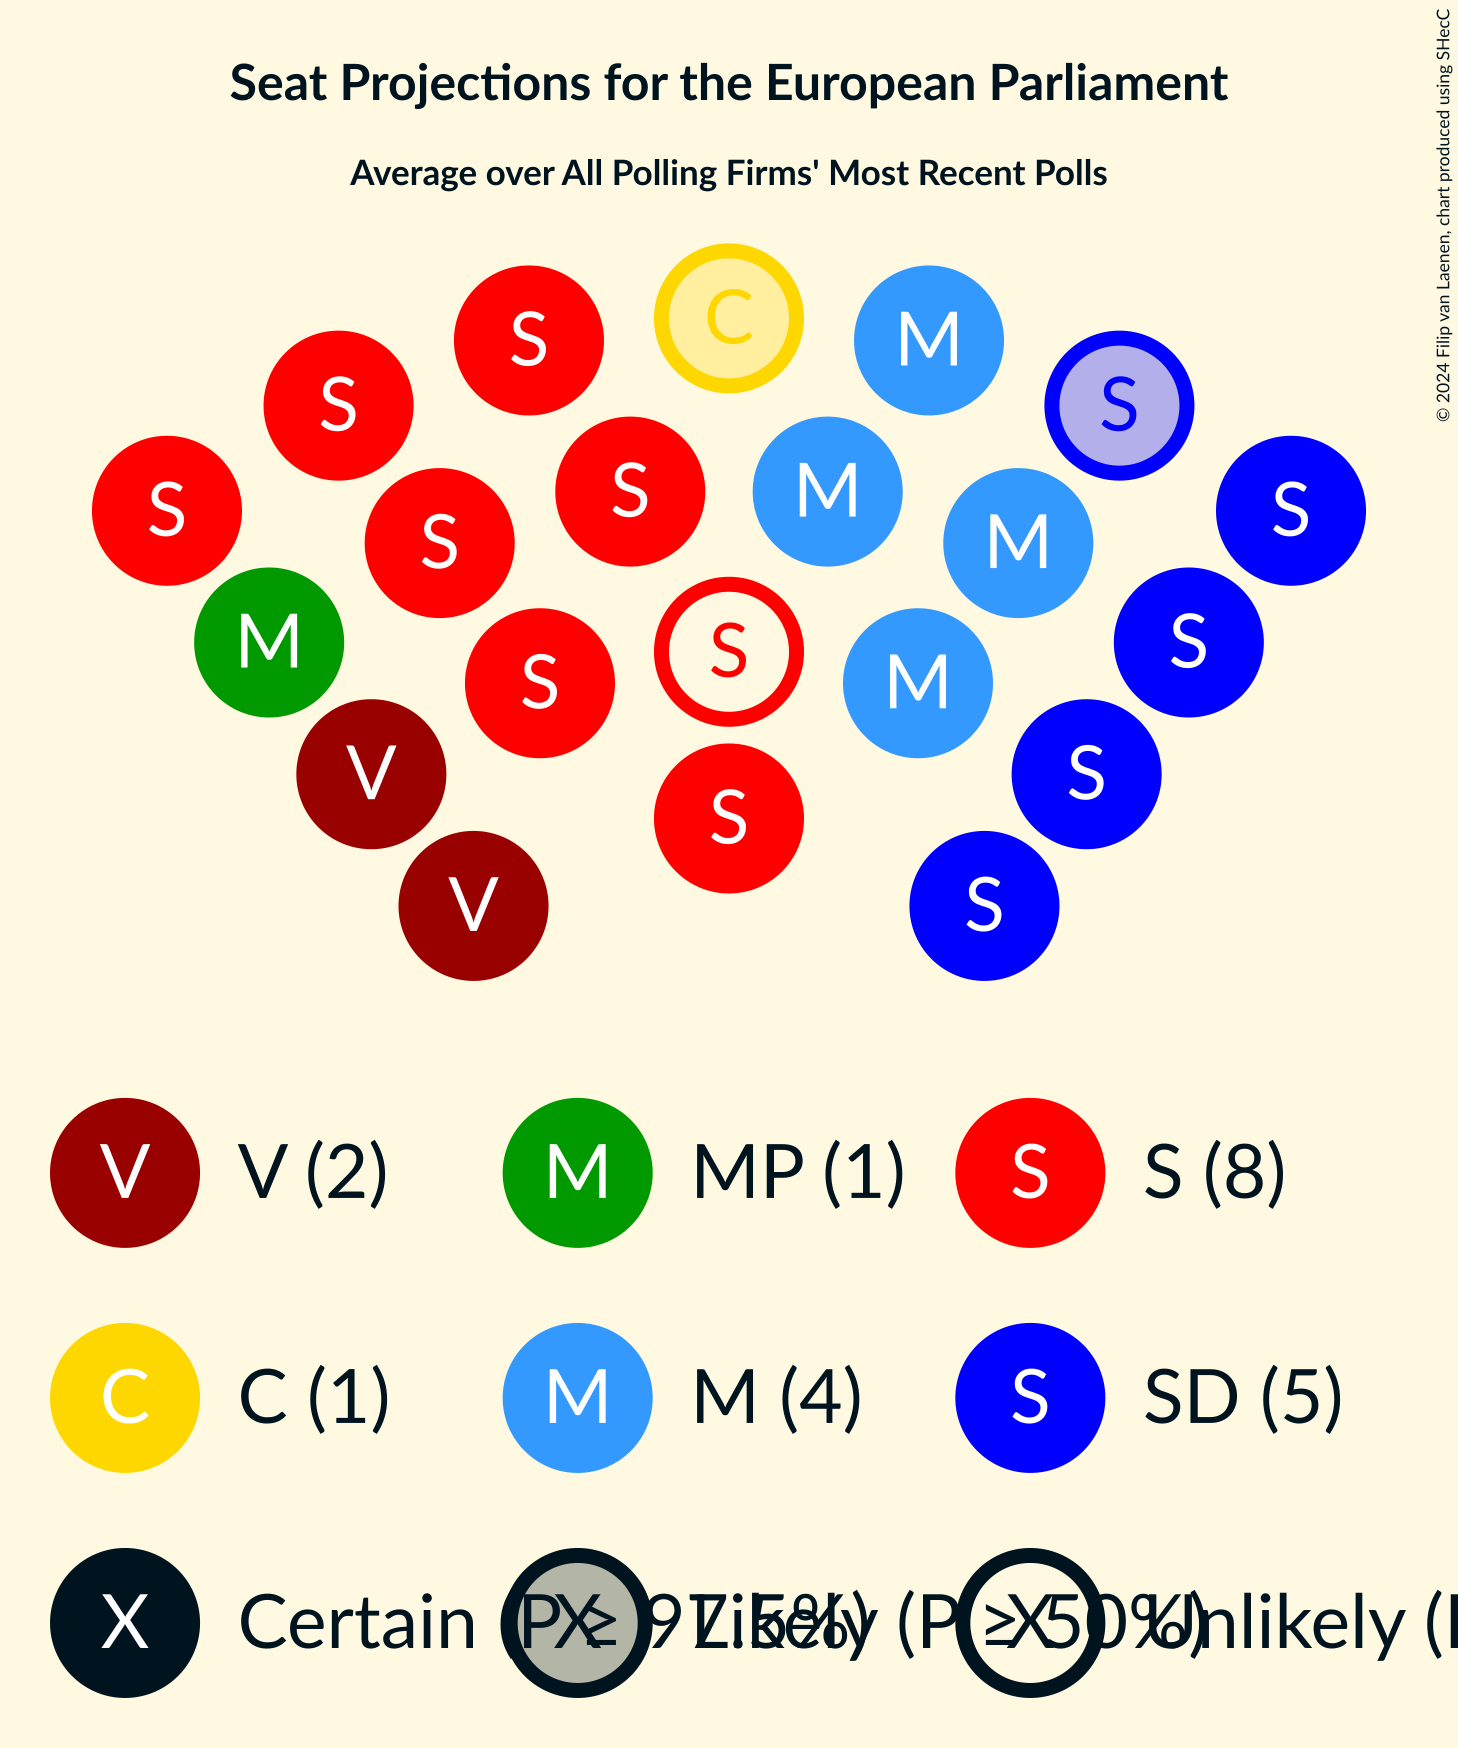 Seat Projections for the European Parliament
Average over All Polling Firms' Most Recent Polls
© 2024 Filip van Laenen, chart produced using SHecC
C
S M
S S
S S M S
S M
M S M S
S
V S
S
V S
V V (2) M MP (1) S S (8)
C C (1) M M (4) S SD (5)
X Certain (P ≥ 97.5%) X Likely (P ≥ 50%) X Unlikely